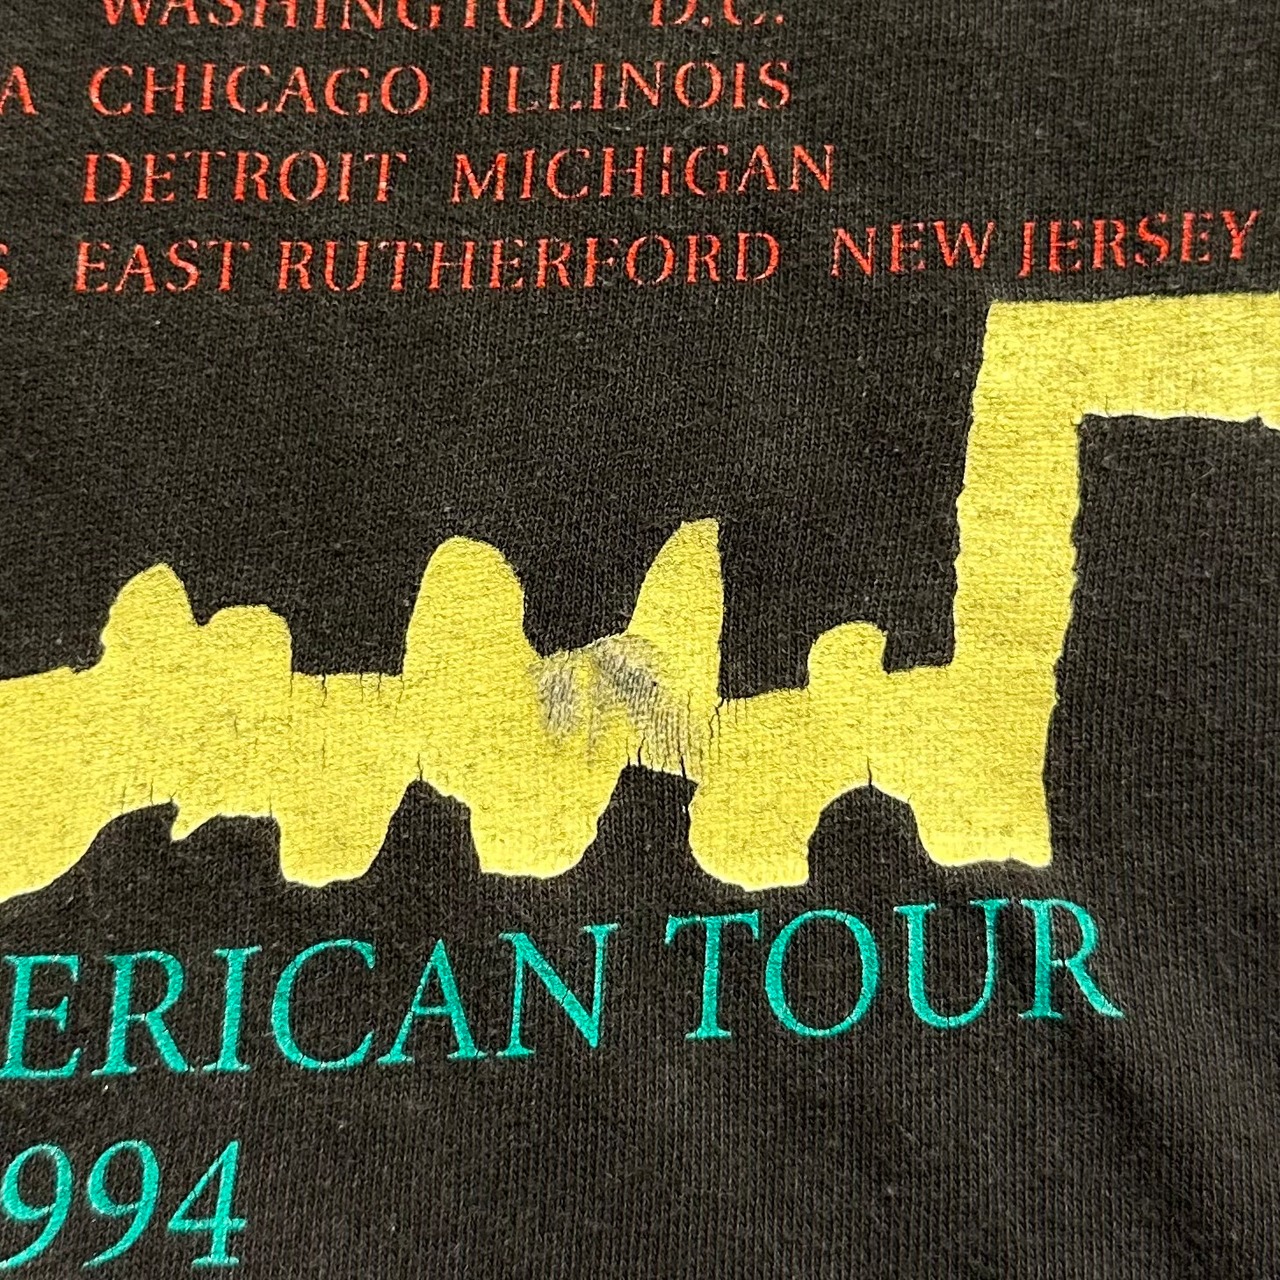 WASHINGTON D.C.
A CHICAGO ILLINOIS
DETROIT MICHIGAN
S EAST RUTHERFORD NEW JERSEY
ERICAN TOUR
994